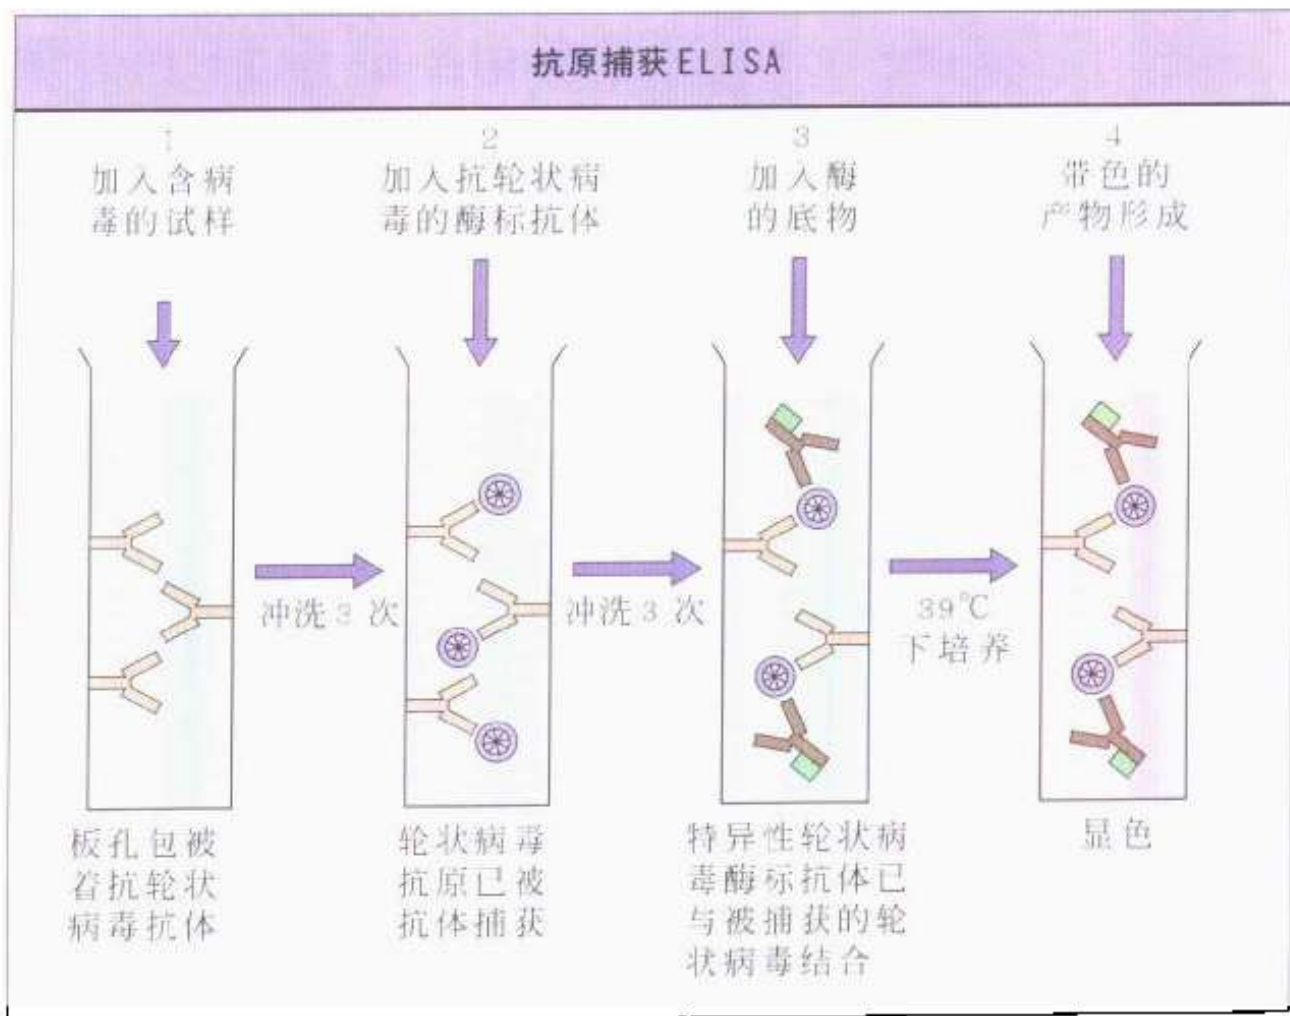 抗原捕获ELISA
1
加入含病
毒的试样
2
加入抗轮状病
毒的酶标抗体
3
加入酶
的底物
4
带色的
产物形成
冲洗3次
冲洗3次
39℃
下培养
板孔包被
着抗轮状
病毒抗体
轮状病毒
抗原已被
抗体捕获
特异性轮状病
毒酶标抗体已
与被捕获的轮
状病毒结合
显色